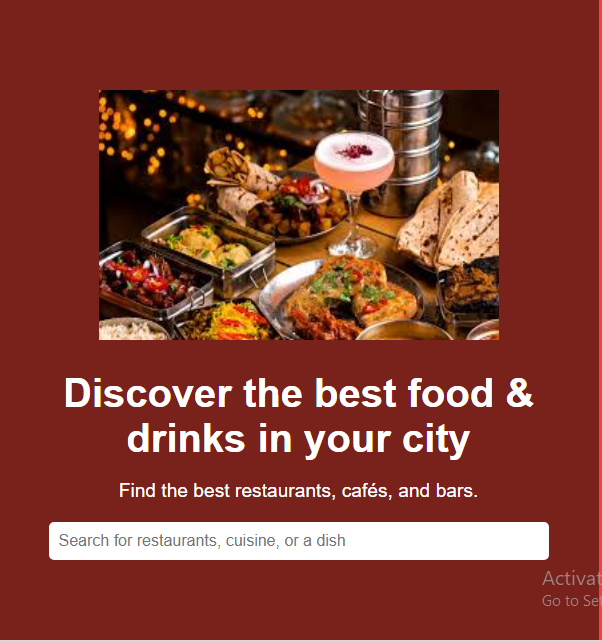 Discover the best food &
drinks in your city
Find the best restaurants, cafés, and bars.
Search for restaurants, cuisine, or a dish
Activat
Go to Se